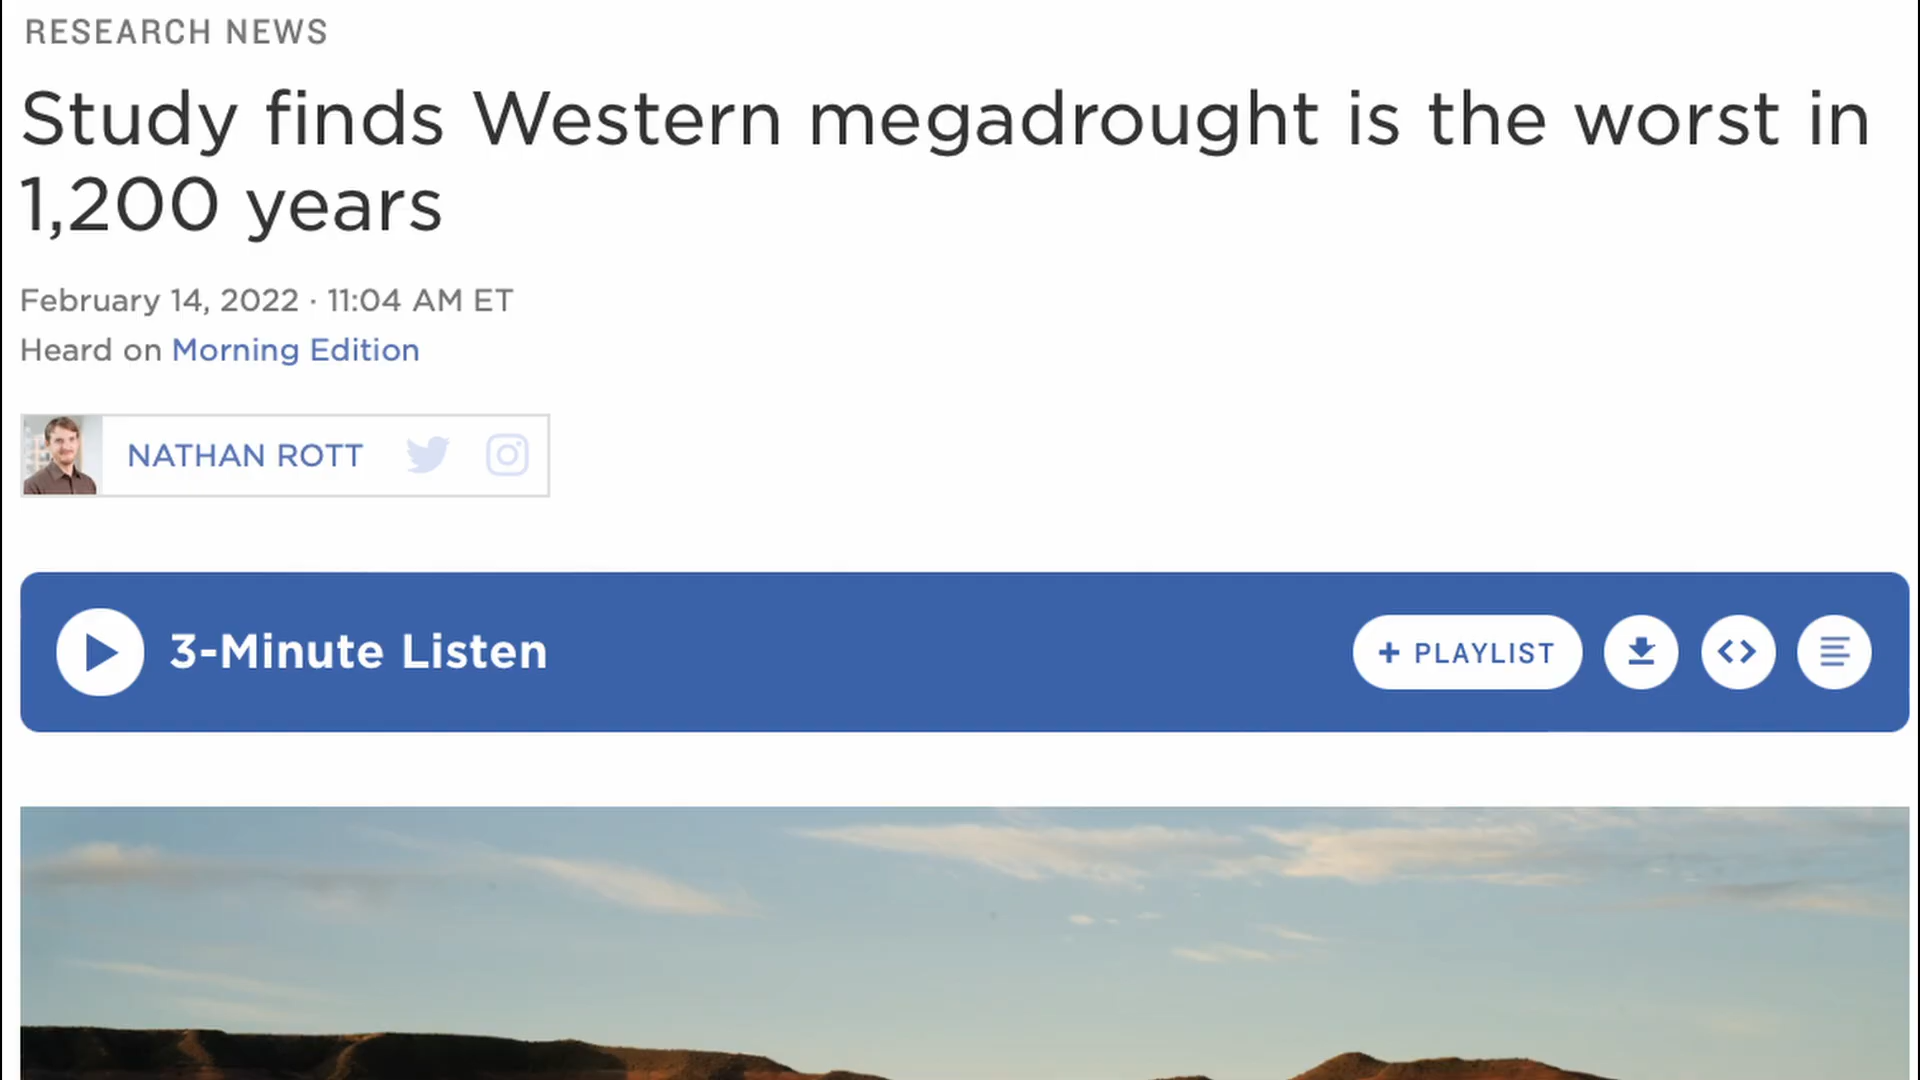 RESEARCH NEWS
Study finds Western megadrought is the worst in
1,200 years
February 14, 2022 · 11:04 AM ET
Heard on Morning Edition
NATHAN ROTT
3-Minute Listen
+ PLAYLIST